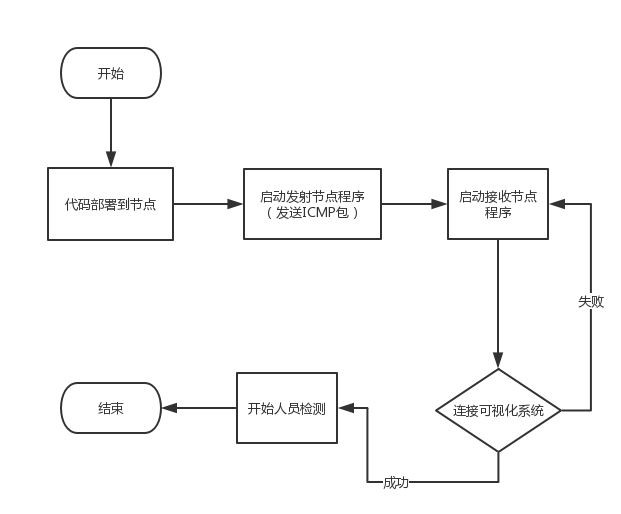 开始
代码部署到节点
启动发射节点程序
（发送ICMP包）
启动接收节点
程序
失败
连接可视化系统
开始人员检测
结束
成功